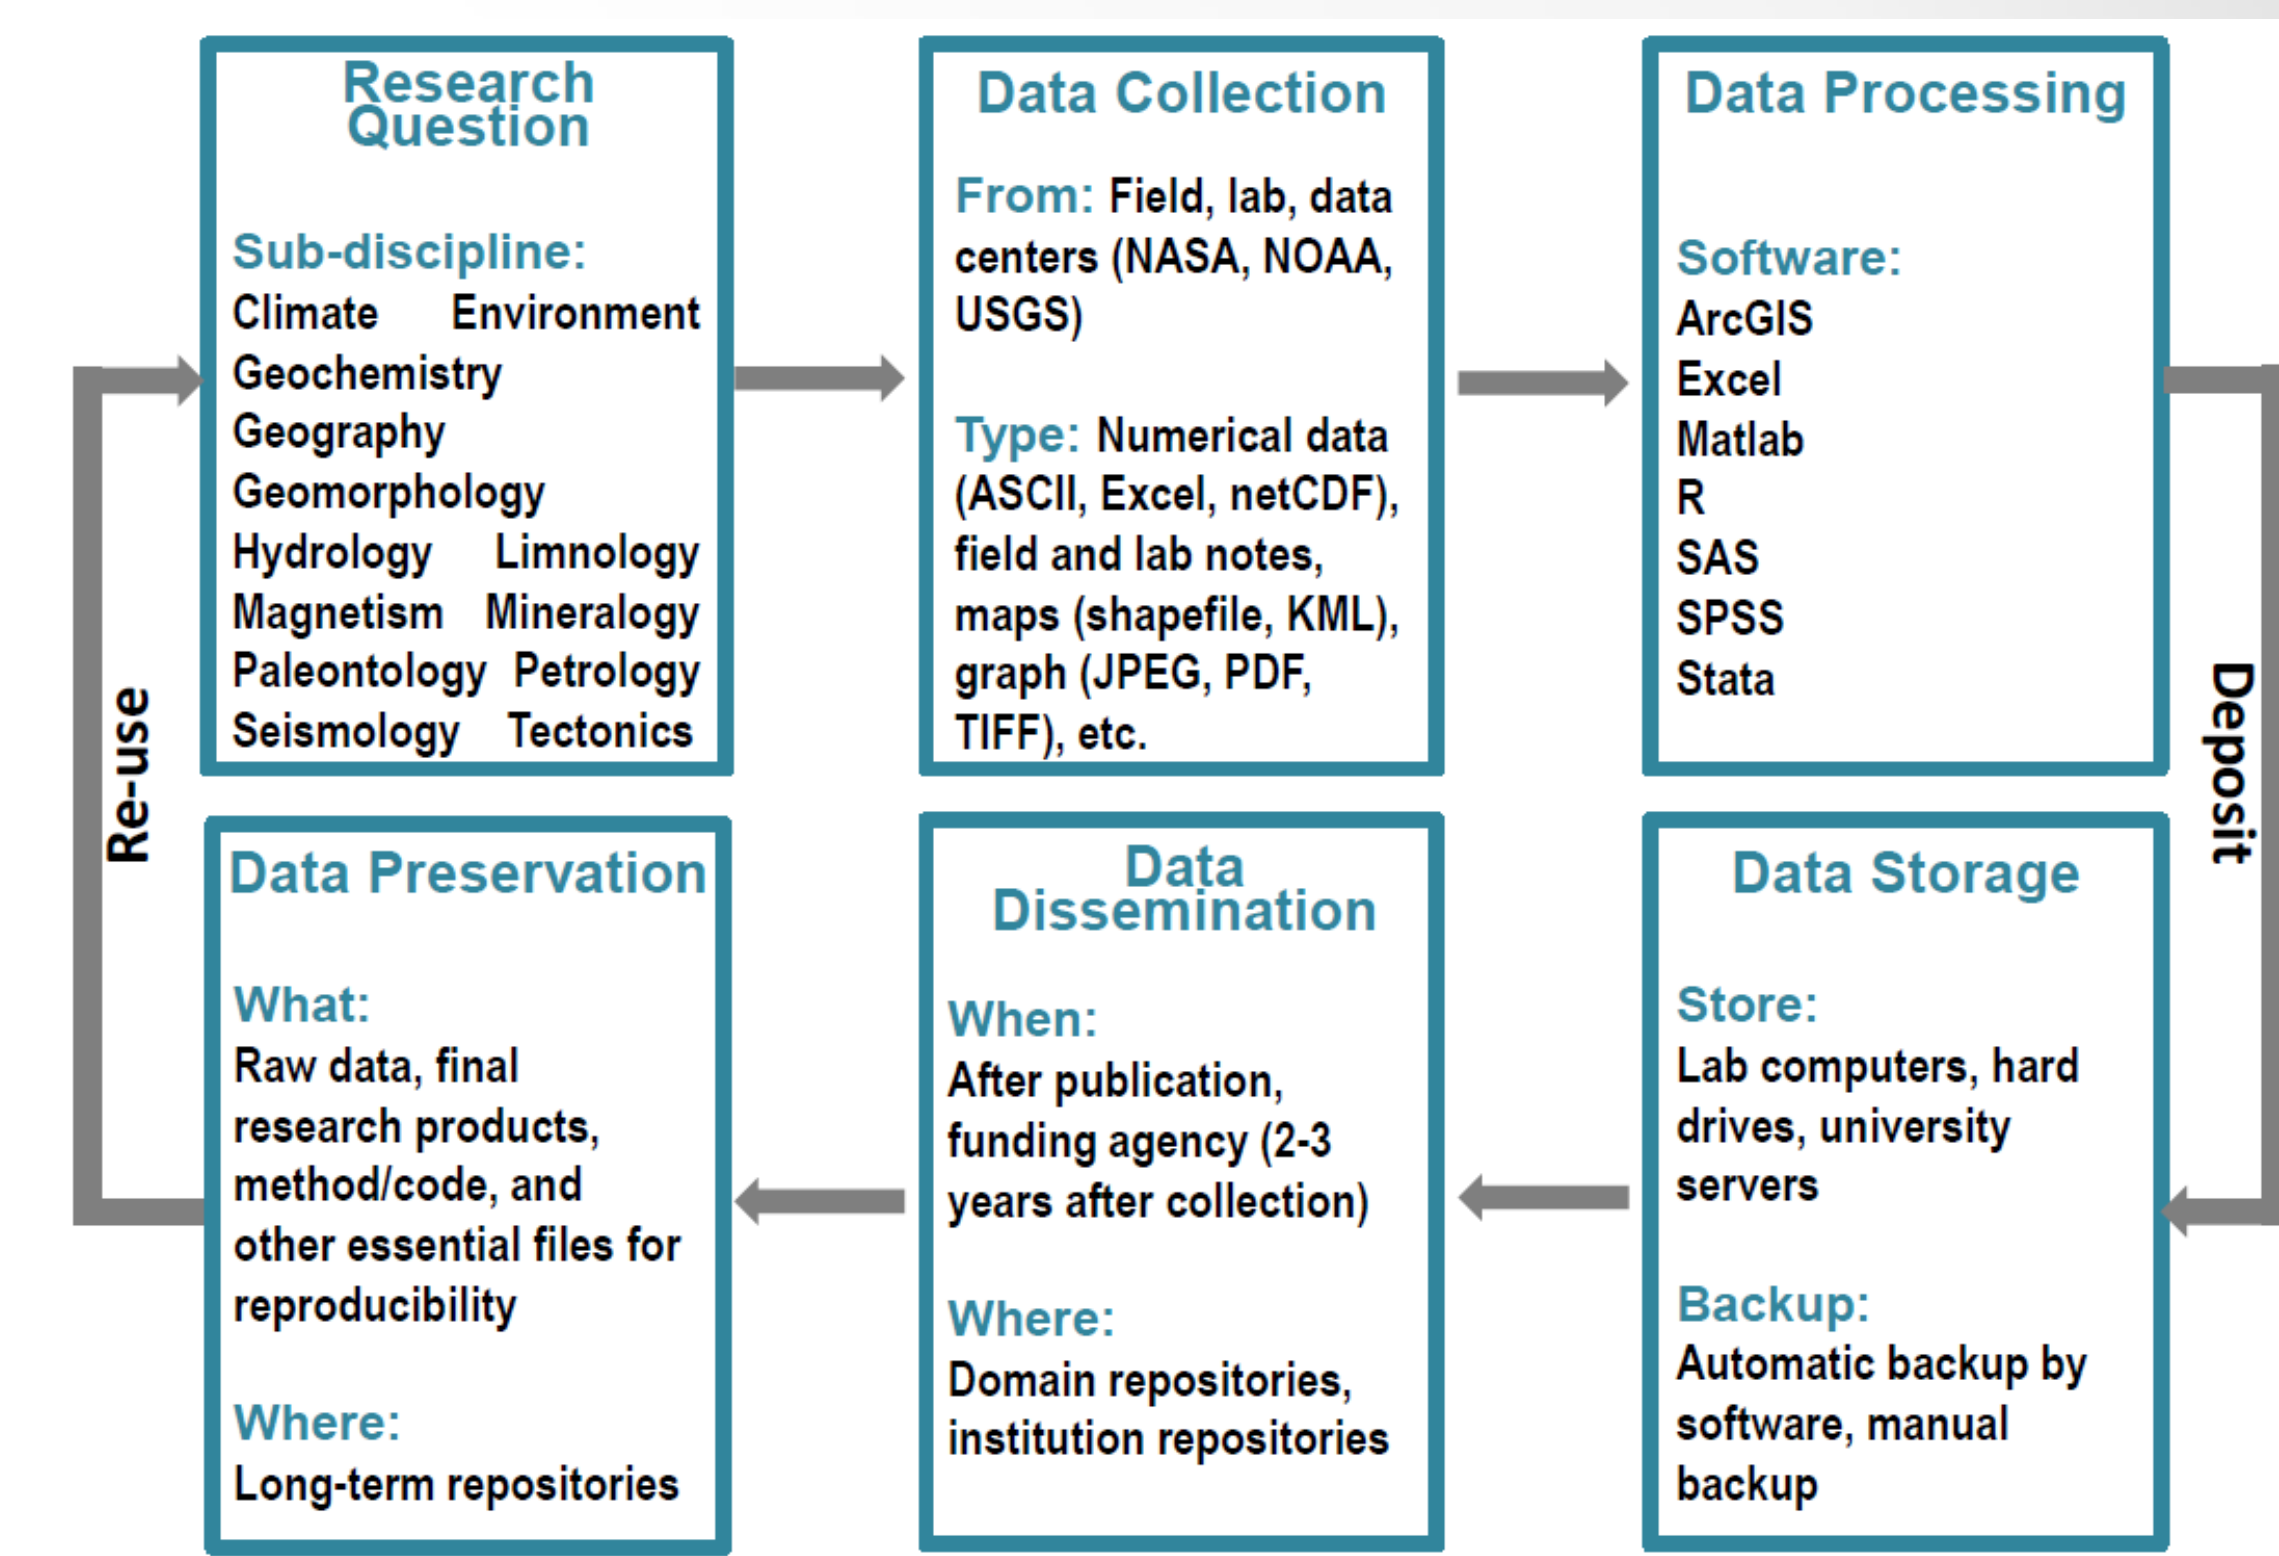 Research
Question
Sub-discipline:
Climate Environment
Geochemistry
Geography
Geomorphology
Hydrology Limnology
Magnetism Mineralogy
Paleontology Petrology
Seismology Tectonics
Data Collection
From: Field, lab, data
centers (NASA, NOAA,
USGS)
Type: Numerical data
(ASCII, Excel, netCDF),
field and lab notes,
maps (shapefile, KML),
graph (JPEG, PDF,
TIFF), etc.
Data Processing
Software:
ArcGIS
Excel
Matlab
R
SAS
SPSS
Stata
Deposit
Data Storage
Store:
Lab computers, hard
drives, university
servers
Backup:
Automatic backup by
software, manual
backup
Data
Dissemination
When:
After publication,
funding agency (2-3
years after collection)
Where:
Domain repositories,
institution repositories
Data Preservation
What:
Raw data, final
research products,
method/code, and
other essential files for
reproducibility
Where:
Long-term repositories
Re-use